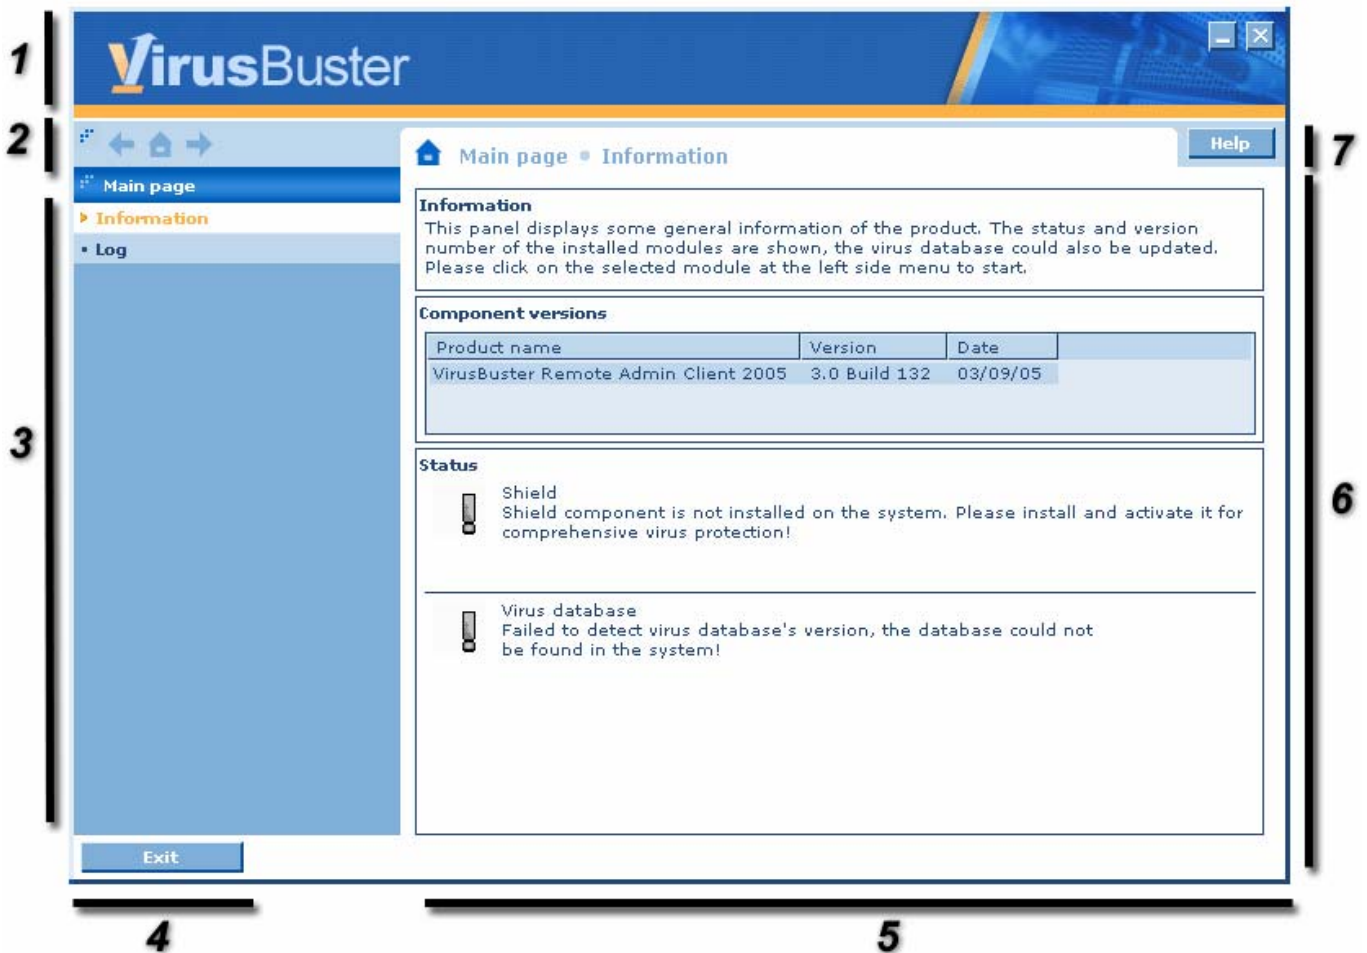 1
VirusBuster
2
Help
7
Main page • Information
Main page
Information
Log
Information
This panel displays some general information of the product. The status and version
number of the installed modules are shown, the virus database could also be updated.
Please click on the selected module at the left side menu to start.
Component versions
Product name Version Date
VirusBuster Remote Admin Client 2005 3.0 Build 132 03/09/05
3
Status
Shield
Shield component is not installed on the system. Please install and activate it for
comprehensive virus protection!
6
Virus database
Failed to detect virus database's version, the database could not
be found in the system!
Exit
4
5